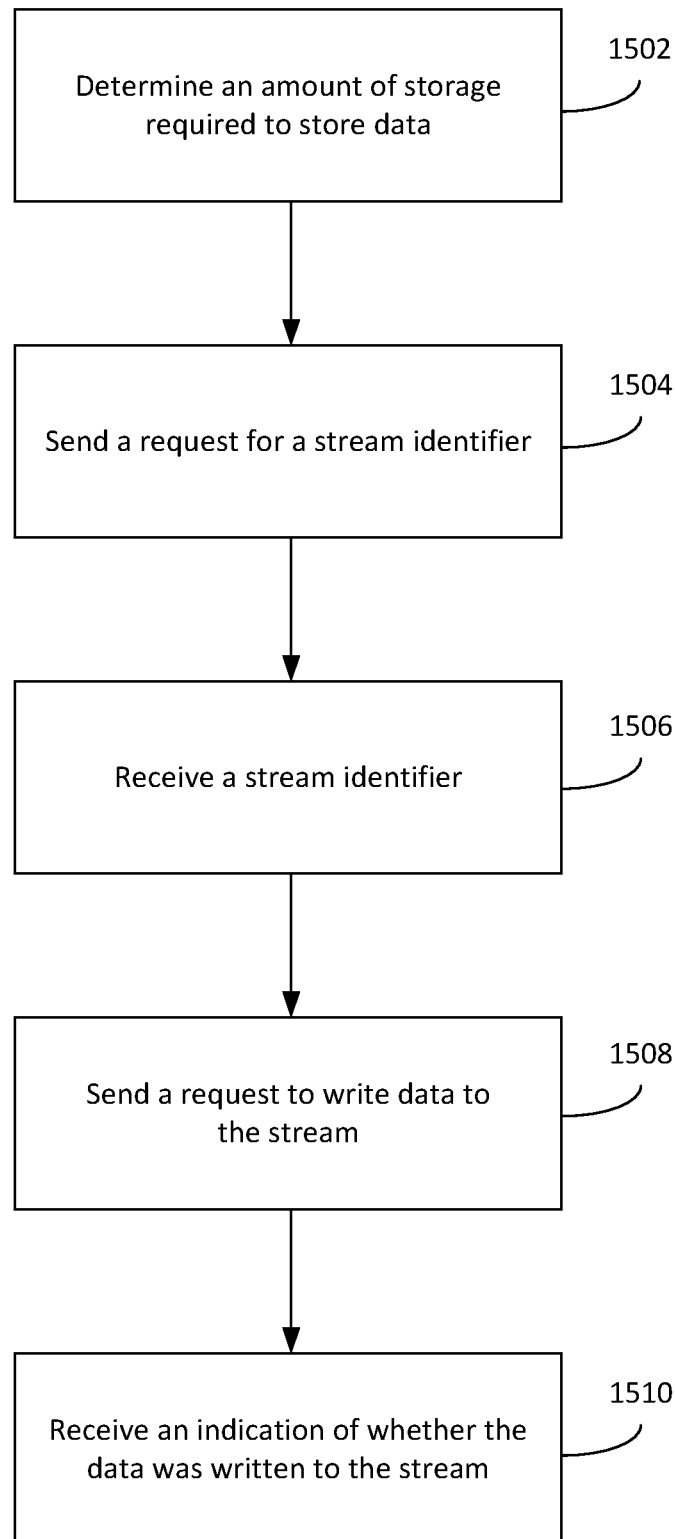 1502
Determine an amount of storage
required to store data
1504
Send a request for a stream identifier
1506
Receive a stream identifier
1508
Send a request to write data to
the stream
1510
Receive an indication of whether the
data was written to the stream